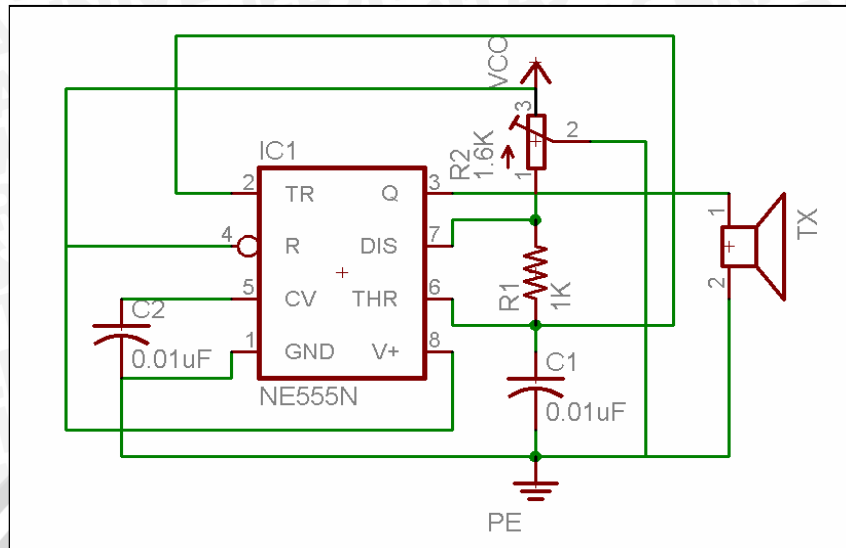 VCC
3
2
1
R2
1.6K
IC1
2
TR
Q
3
4
R
DIS
7
5
CV
THR
6
1
GND
V+
8
NE555N
C2
0.01uF
R1
1K
C1
0.01uF
1
2
TX
PE